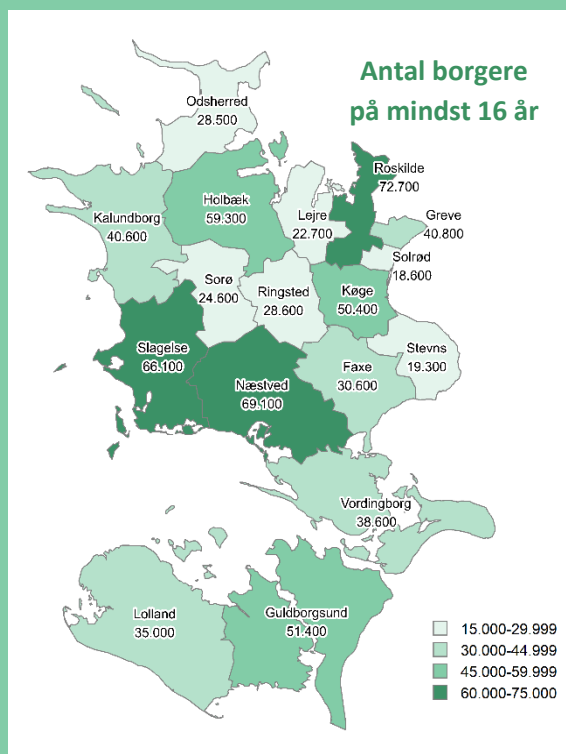 Antal borgere
på mindst 16 år
Odsherred
28.500
Roskilde
72.700
Holbæk
59.300
Kalundborg
40.600
Lejre
22.700
Greve
40.800
Solrød
18.600
Sorø
24.600
Ringsted
28.600
Køge
50.400
Slagelse
66.100
Næstved
69.100
Faxe
30.600
Stevns
19.300
Vordingborg
38.600
Lolland
35.000
Guldborgsund
51.400
15.000-29.999
30.000-44.999
45.000-59.999
60.000-75.000